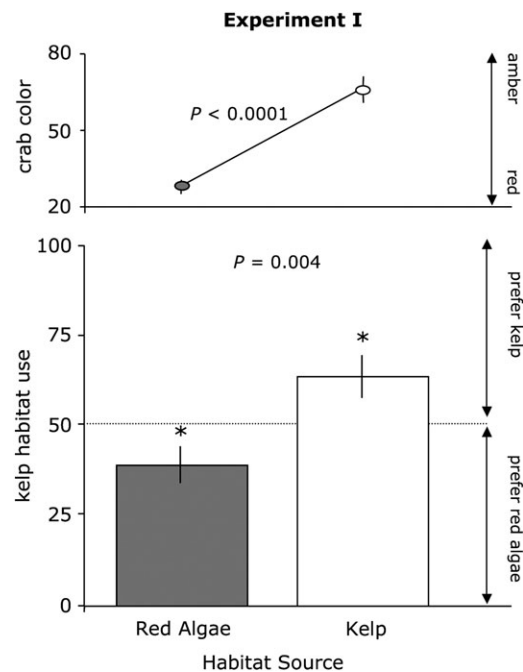 Experiment I
80
50
20
crab color
P < 0.0001
amber
red
100
75
50
25
0
kelp habitat use
P = 0.004
*
*
prefer kelp
prefer red algae
Red Algae
Kelp
Habitat Source